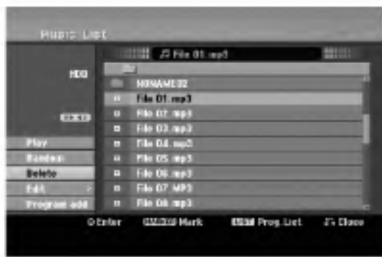 Music List
File 01.mp3
HDD
NONAME02
File 01.mp3
File 02.mp3
File 03.mp3
Play
File 04.mp3
Random
File 05.mp3
Delete
File 06.mp3
Edit
File 07.MP3
Program add
File 08.mp3
Enter Mark Prog.List Close